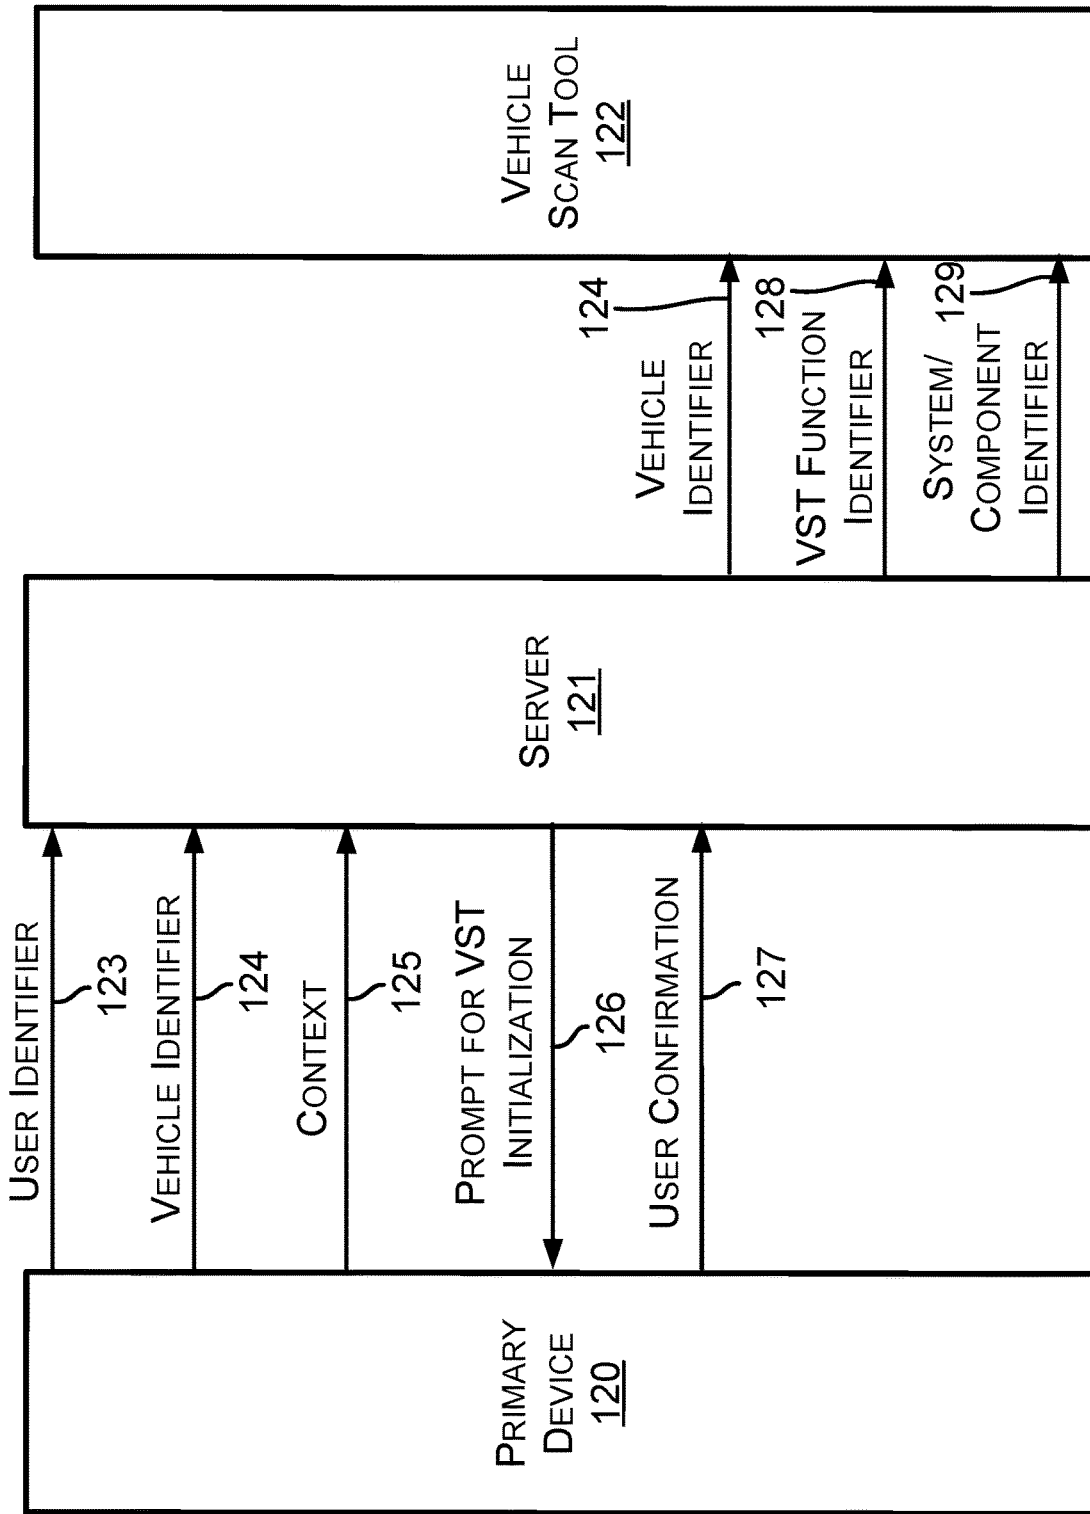 USER IDENTIFIER
123
VEHICLE IDENTIFIER
124
CONTEXT
125
PROMPT FOR VST
INITIALIZATION
126
USER CONFIRMATION
127
PRIMARY
DEVICE
120
SERVER
121
VEHICLE
SCAN TOOL
122
VEHICLE
IDENTIFIER
124
VST FUNCTION
IDENTIFIER
128
SYSTEM/
COMPONENT
IDENTIFIER
129